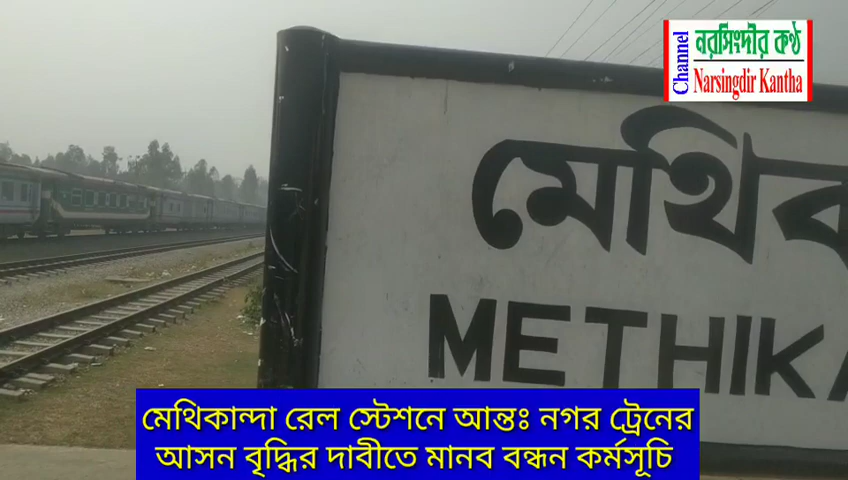 Channel
নরসিংদীর কণ্ঠ
Narsingdir Kantha
মেথিক
METHIKA
মেথিকান্দা রেল স্টেশনে আন্তঃ নগর ট্রেনের
আসন বৃদ্ধির দাবীতে মানব বন্ধন কর্মসূচি